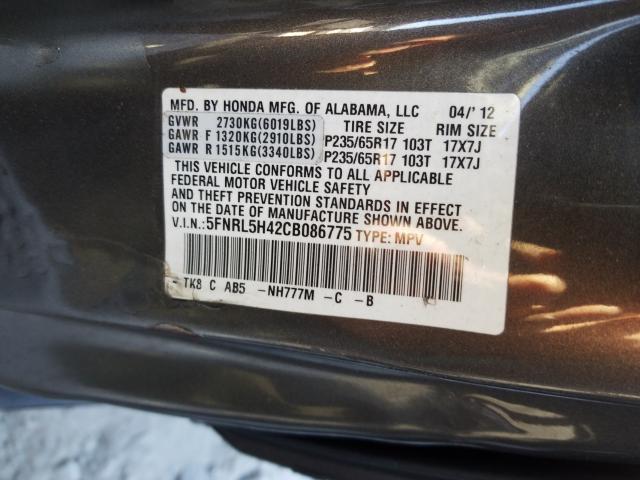 MFD. BY HONDA MFG. OF ALABAMA, LLC 04/'12
GVWR 2730KG(6019LBS) TIRE SIZE RIM SIZE
GAWR F 1320KG(2910LBS) P235/65R17 103T 17X7J
GAWR R 1515KG(3340LBS) P235/65R17 103T 17X7J
THIS VEHICLE CONFORMS TO ALL APPLICABLE
FEDERAL MOTOR VEHICLE SAFETY
AND THEFT PREVENTION STANDARDS IN EFFECT
ON THE DATE OF MANUFACTURE SHOWN ABOVE.
V.I.N.:5FNRL5H42CB086775 TYPE: MPV
- TK8 C AB5 -NH777M -C -B